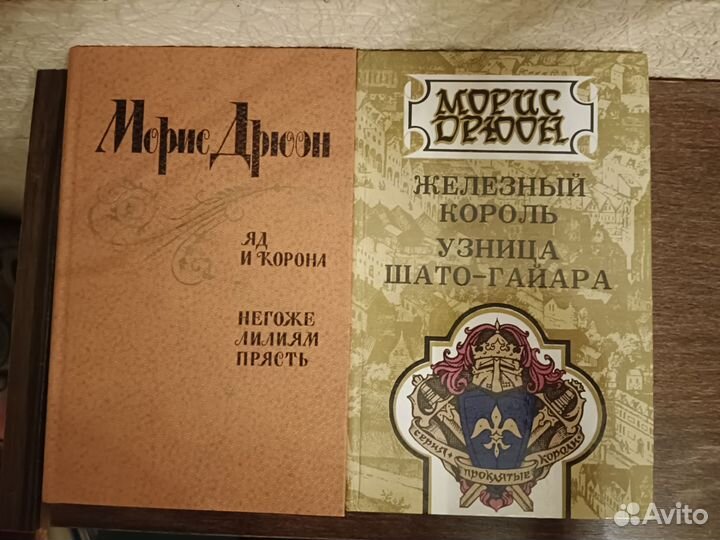 Морис Дрюон
ЯД
И КОРОНА
НЕГОЖЕ
ЛИЛИЯМ
ПРЯСТЬ
МОРИС
ДРЮОН
ЖЕЛЕЗНЫЙ
КОРОЛЬ
УЗНИЦА
ШАТО-ГАЙАРА
серия
проклятые
короли
Avito